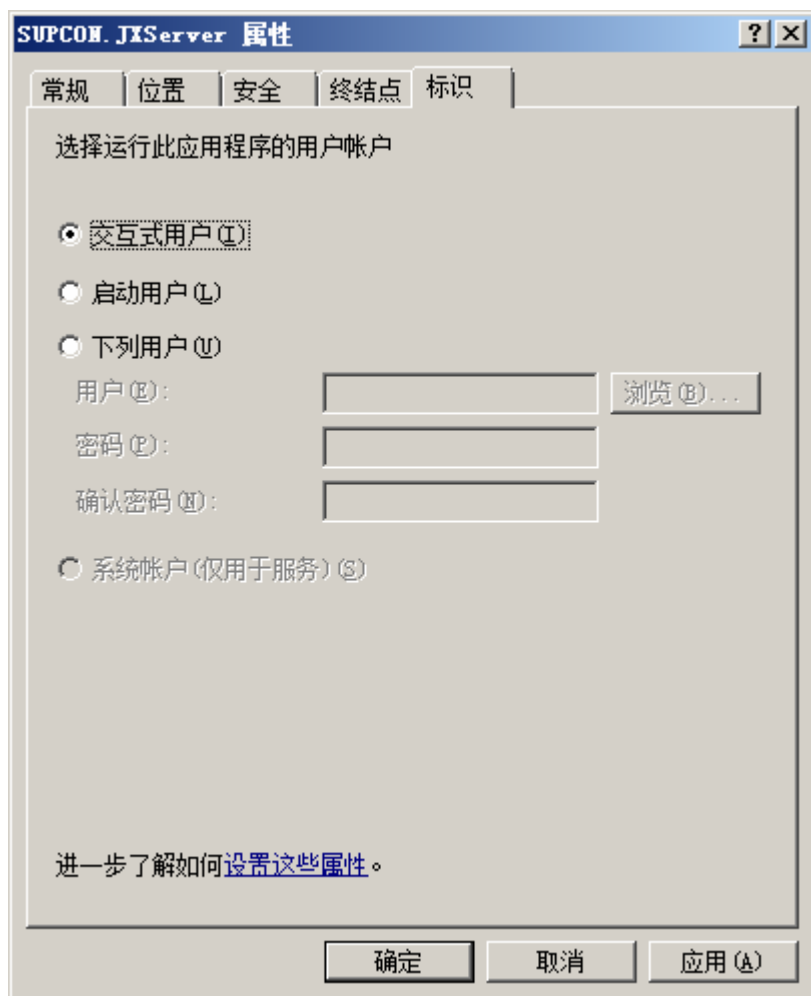 SUPCON.JXServer 属性
常规 位置 安全 终结点 标识
选择运行此应用程序的用户帐户
交互式用户(I)
启动用户(L)
下列用户(U)
用户(E): 浏览(B)...
密码(P):
确认密码(N):
系统帐户(仅用于服务)(S)
进一步了解如何设置这些属性。
确定 取消 应用(A)